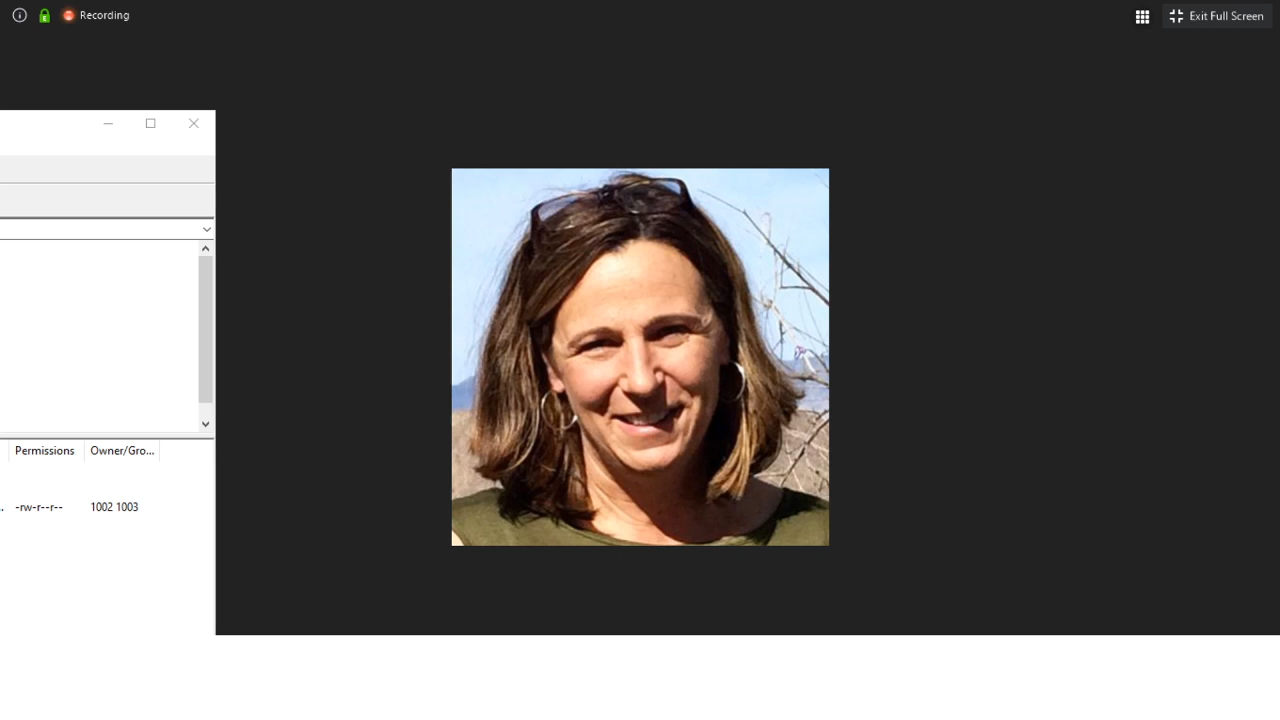 Recording
Exit Full Screen
Permissions Owner/Gro...
-rw-r--r-- 1002 1003